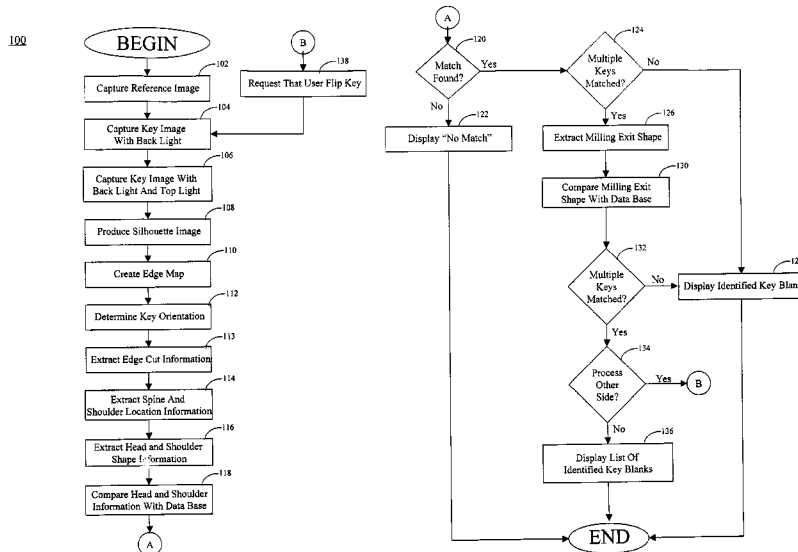 100
BEGIN
102
Capture Reference Image
104
Capture Key Image
With Back Light
106
Capture Key Image With
Back Light And Top Light
108
Produce Silhouette Image
110
Create Edge Map
112
Determine Key Orientation
113
Extract Edge Cut Information
114
Extract Spine And
Shoulder Location Information
116
Extract Head and Shoulder
Shape Information
118
Compare Head and Shoulder
Information With Data Base
A
B
138
Request That User Flip Key
A
120
Match
Found?
Yes
No
122
Display "No Match"
124
Multiple
Keys
Matched?
No
Yes
126
Extract Milling Exit Shape
130
Compare Milling Exit
Shape With Data Base
132
Multiple
Keys
Matched?
No
Display Identified Key Blan
Yes
134
Process
Other
Side?
Yes
B
No
136
Display List Of
Identified Key Blanks
END